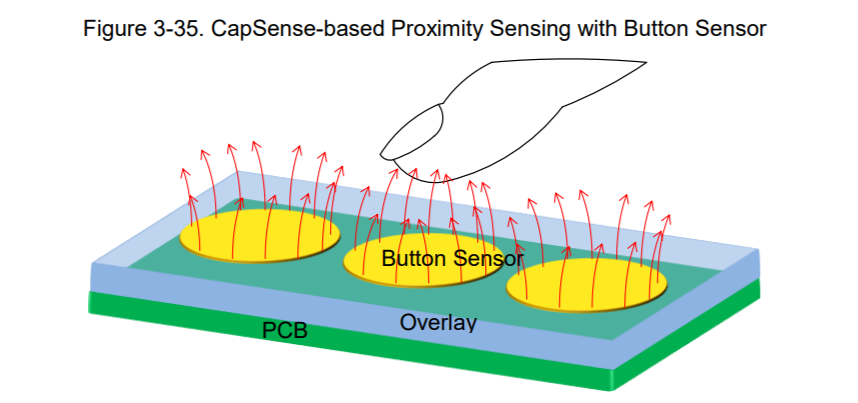 Figure 3-35. CapSense-based Proximity Sensing with Button Sensor
Button Sensor
Overlay
PCB